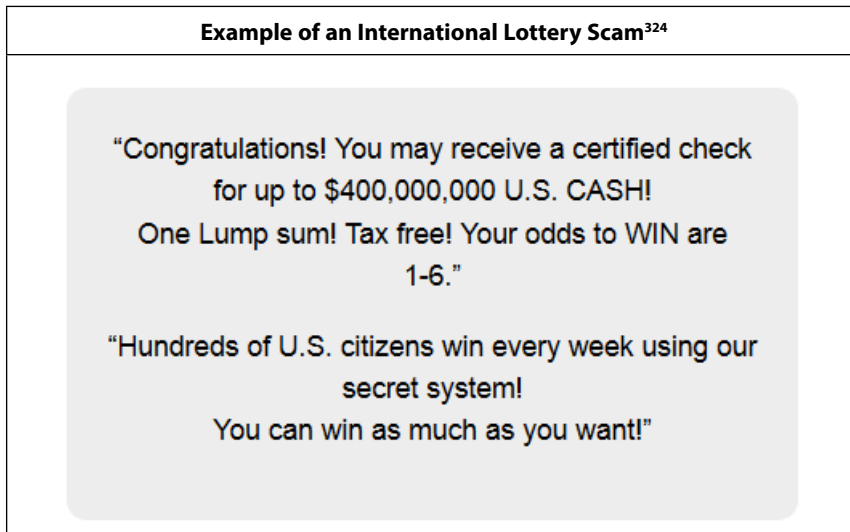 Example of an International Lottery Scam³²⁴
“Congratulations! You may receive a certified check
for up to $400,000,000 U.S. CASH!
One Lump sum! Tax free! Your odds to WIN are
1-6.”
“Hundreds of U.S. citizens win every week using our
secret system!
You can win as much as you want!”